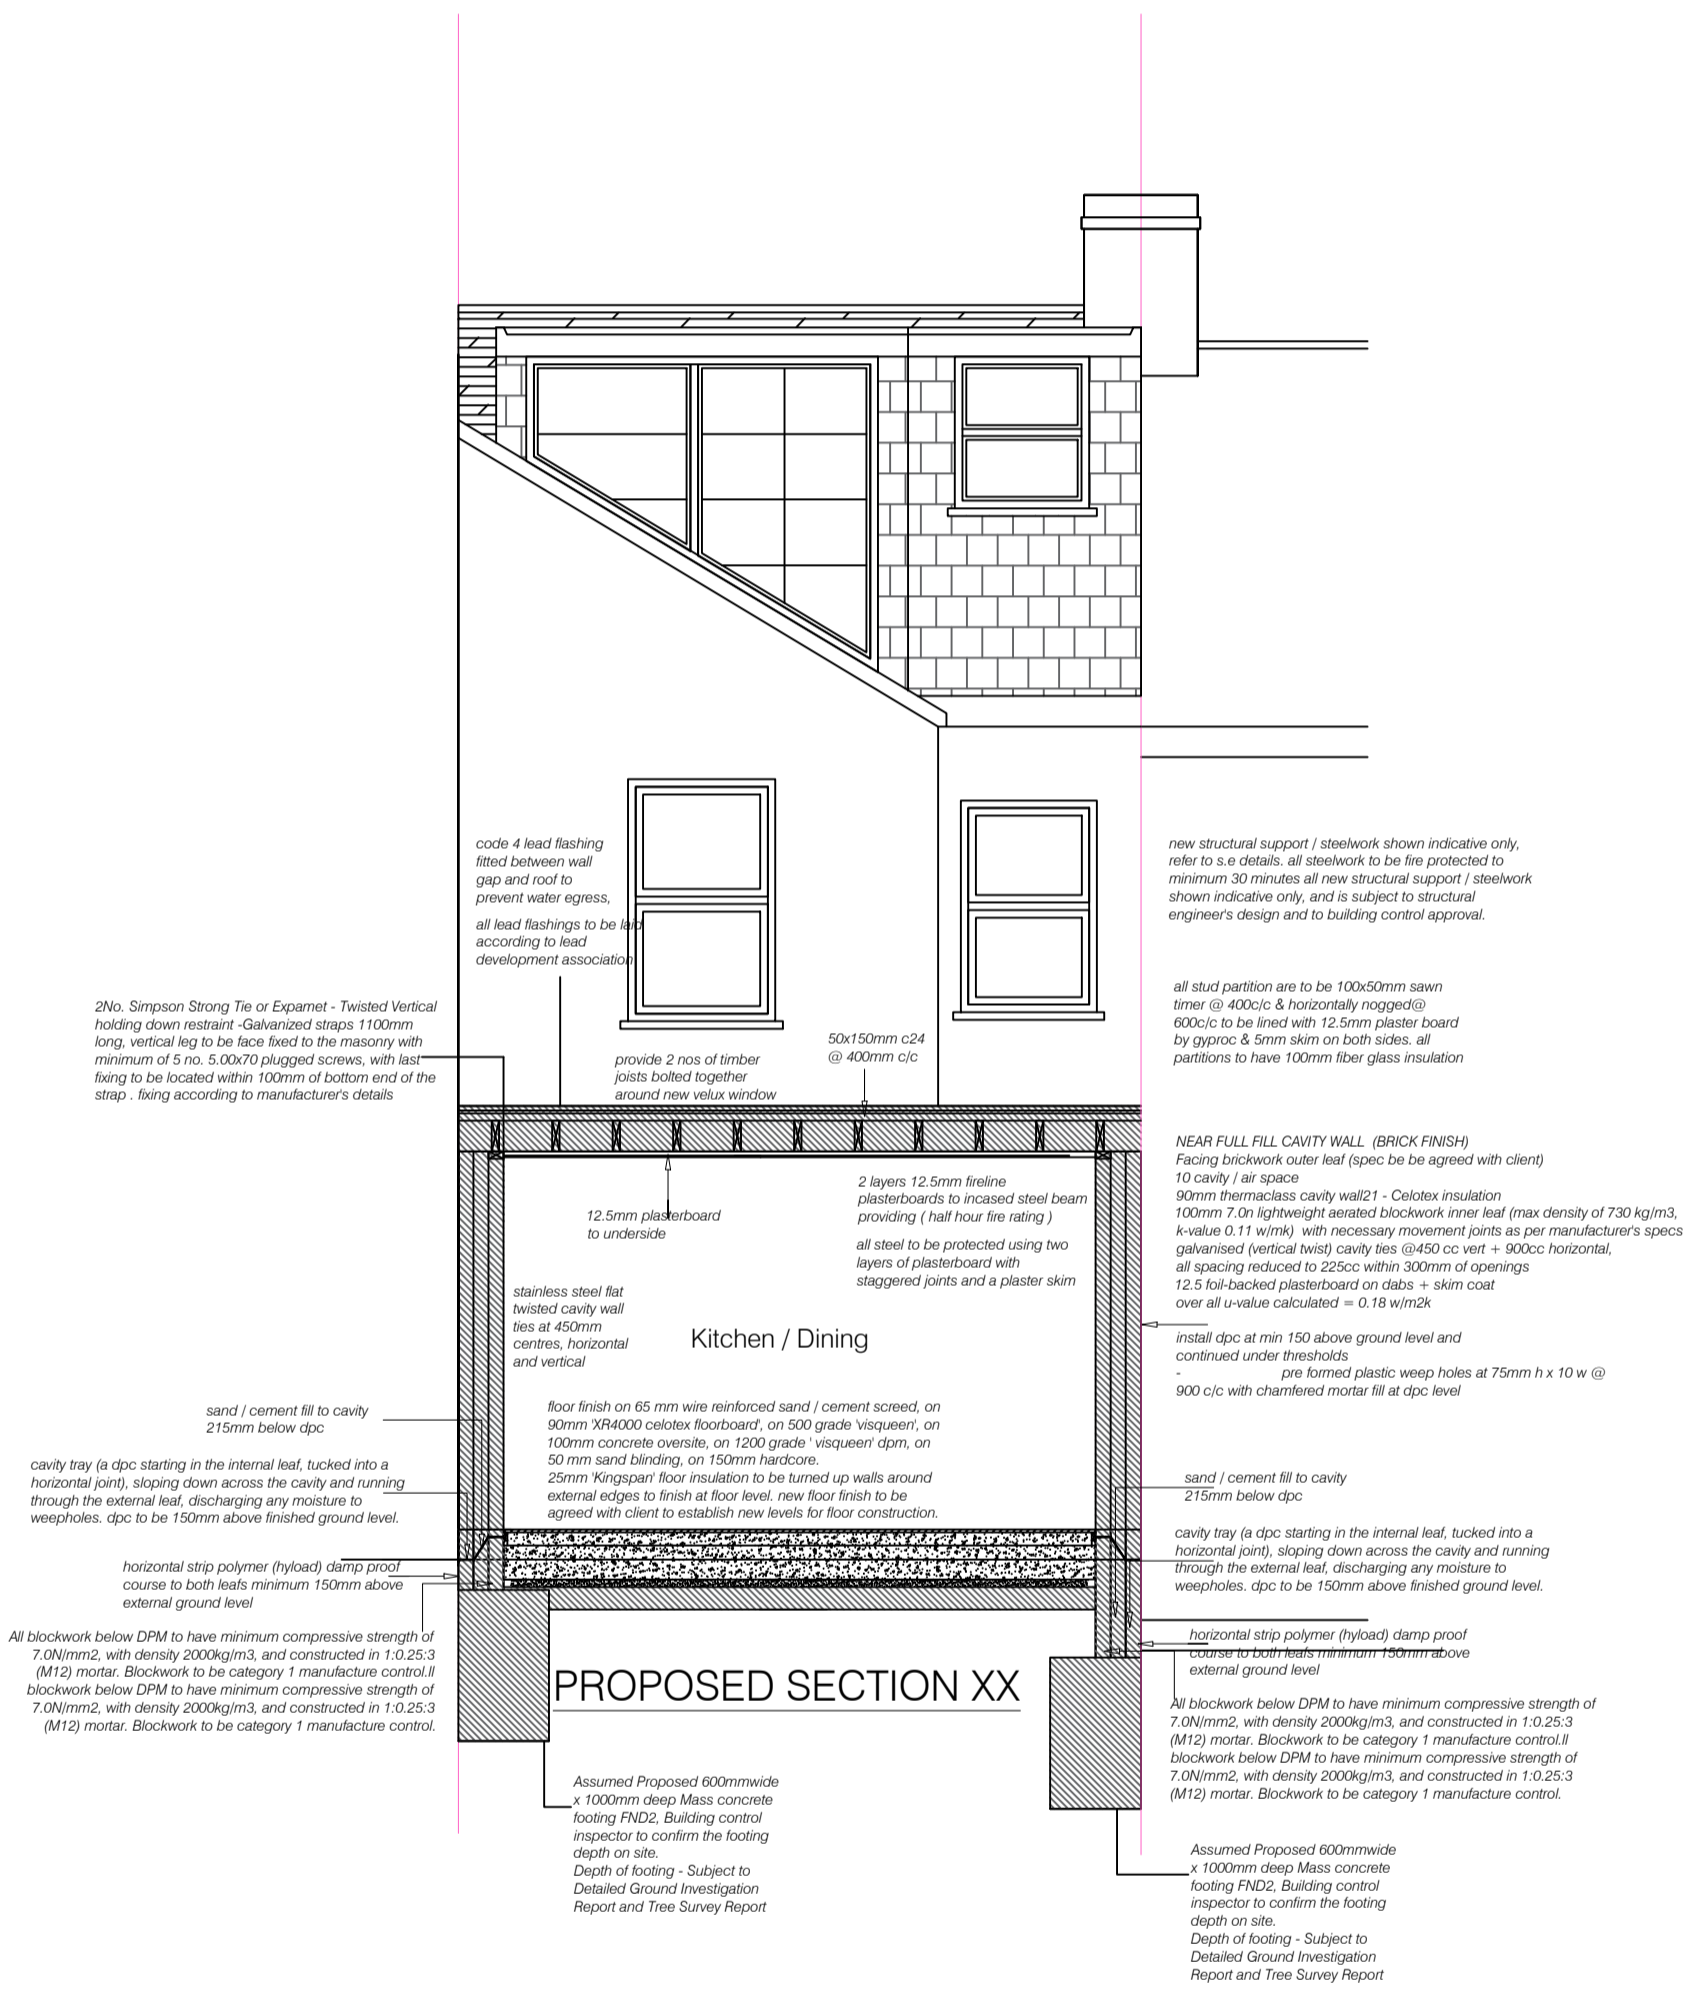 code 4 lead flashing
fitted between wall
gap and roof to
prevent water egress,
all lead flashings to be laid
according to lead
development association
new structural support / steelwork shown indicative only,
refer to s.e details. all steelwork to be fire protected to
minimum 30 minutes all new structural support / steelwork
shown indicative only, and is subject to structural
engineer's design and to building control approval.
all stud partition are to be 100x50mm sawn
timer @ 400c/c & horizontally nogged@
600c/c to be lined with 12.5mm plaster board
by gyproc & 5mm skim on both sides. all
partitions to have 100mm fiber glass insulation
2No. Simpson Strong Tie or Expamet - Twisted Vertical
holding down restraint -Galvanized straps 1100mm
long, vertical leg to be face fixed to the masonry with
minimum of 5 no. 5.00x70 plugged screws, with last
fixing to be located within 100mm of bottom end of the
strap . fixing according to manufacturer's details
provide 2 nos of timber
joists bolted together
around new velux window
50x150mm c24
@ 400mm c/c
NEAR FULL FILL CAVITY WALL (BRICK FINISH)
Facing brickwork outer leaf (spec be be agreed with client)
10 cavity / air space
90mm thermaclass cavity wall21 - Celotex insulation
100mm 7.0n lightweight aerated blockwork inner leaf (max density of 730 kg/m3,
k-value 0.11 w/mk) with necessary movement joints as per manufacturer's specs
galvanised (vertical twist) cavity ties @450 cc vert + 900cc horizontal,
all spacing reduced to 225cc within 300mm of openings
12.5 foil-backed plasterboard on dabs + skim coat
over all u-value calculated = 0.18 w/m2k
install dpc at min 150 above ground level and
continued under thresholds
- pre formed plastic weep holes at 75mm h x 10 w @
900 c/c with chamfered mortar fill at dpc level
12.5mm plasterboard
to underside
2 layers 12.5mm fireline
plasterboards to incased steel beam
providing ( half hour fire rating )
all steel to be protected using two
layers of plasterboard with
staggered joints and a plaster skim
stainless steel flat
twisted cavity wall
ties at 450mm
centres, horizontal
and vertical
Kitchen / Dining
floor finish on 65 mm wire reinforced sand / cement screed, on
90mm 'XR4000 celotex floorboard', on 500 grade 'visqueen', on
100mm concrete oversite, on 1200 grade ' visqueen' dpm, on
50 mm sand blinding, on 150mm hardcore.
25mm 'Kingspan' floor insulation to be turned up walls around
external edges to finish at floor level. new floor finish to be
agreed with client to establish new levels for floor construction.
sand / cement fill to cavity
215mm below dpc
cavity tray (a dpc starting in the internal leaf, tucked into a
horizontal joint), sloping down across the cavity and running
through the external leaf, discharging any moisture to
weepholes. dpc to be 150mm above finished ground level.
horizontal strip polymer (hyload) damp proof
course to both leafs minimum 150mm above
external ground level
All blockwork below DPM to have minimum compressive strength of
7.0N/mm2, with density 2000kg/m3, and constructed in 1:0.25:3
(M12) mortar. Blockwork to be category 1 manufacture control.ll
blockwork below DPM to have minimum compressive strength of
7.0N/mm2, with density 2000kg/m3, and constructed in 1:0.25:3
(M12) mortar. Blockwork to be category 1 manufacture control.
sand / cement fill to cavity
215mm below dpc
cavity tray (a dpc starting in the internal leaf, tucked into a
horizontal joint), sloping down across the cavity and running
through the external leaf, discharging any moisture to
weepholes. dpc to be 150mm above finished ground level.
horizontal strip polymer (hyload) damp proof
course to both leafs minimum 150mm above
external ground level
All blockwork below DPM to have minimum compressive strength of
7.0N/mm2, with density 2000kg/m3, and constructed in 1:0.25:3
(M12) mortar. Blockwork to be category 1 manufacture control.ll
blockwork below DPM to have minimum compressive strength of
7.0N/mm2, with density 2000kg/m3, and constructed in 1:0.25:3
(M12) mortar. Blockwork to be category 1 manufacture control.
PROPOSED SECTION XX
Assumed Proposed 600mmwide
x 1000mm deep Mass concrete
footing FND2, Building control
inspector to confirm the footing
depth on site.
Depth of footing - Subject to
Detailed Ground Investigation
Report and Tree Survey Report
Assumed Proposed 600mmwide
x 1000mm deep Mass concrete
footing FND2, Building control
inspector to confirm the footing
depth on site.
Depth of footing - Subject to
Detailed Ground Investigation
Report and Tree Survey Report